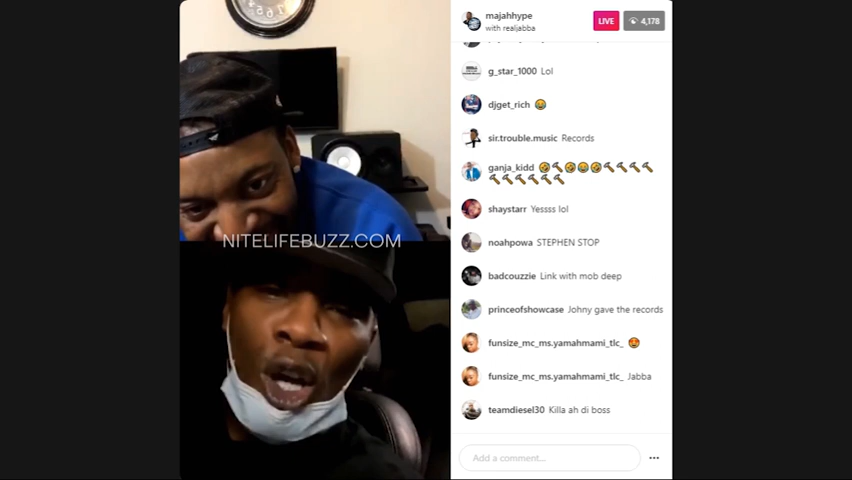 majahhype
with realjabba
LIVE
4,178
g_star_1000 Lol
djget_rich 😂
sir.trouble.music Records
ganja_kidd 🤣🔨🤣😂🤣🔨🔨🔨🔨
🔨🔨🔨🔨🔨🔨
shaystarr Yessss lol
noahpowa STEPHEN STOP
badcouzzie Link with mob deep
princeofshowcase Johny gave the records
funsize_mc_ms.yamahmami_tlc_ 🤩
funsize_mc_ms.yamahmami_tlc_ Jabba
teamdiesel30 Killa ah di boss
Add a comment...
NITELIFEBUZZ.COM